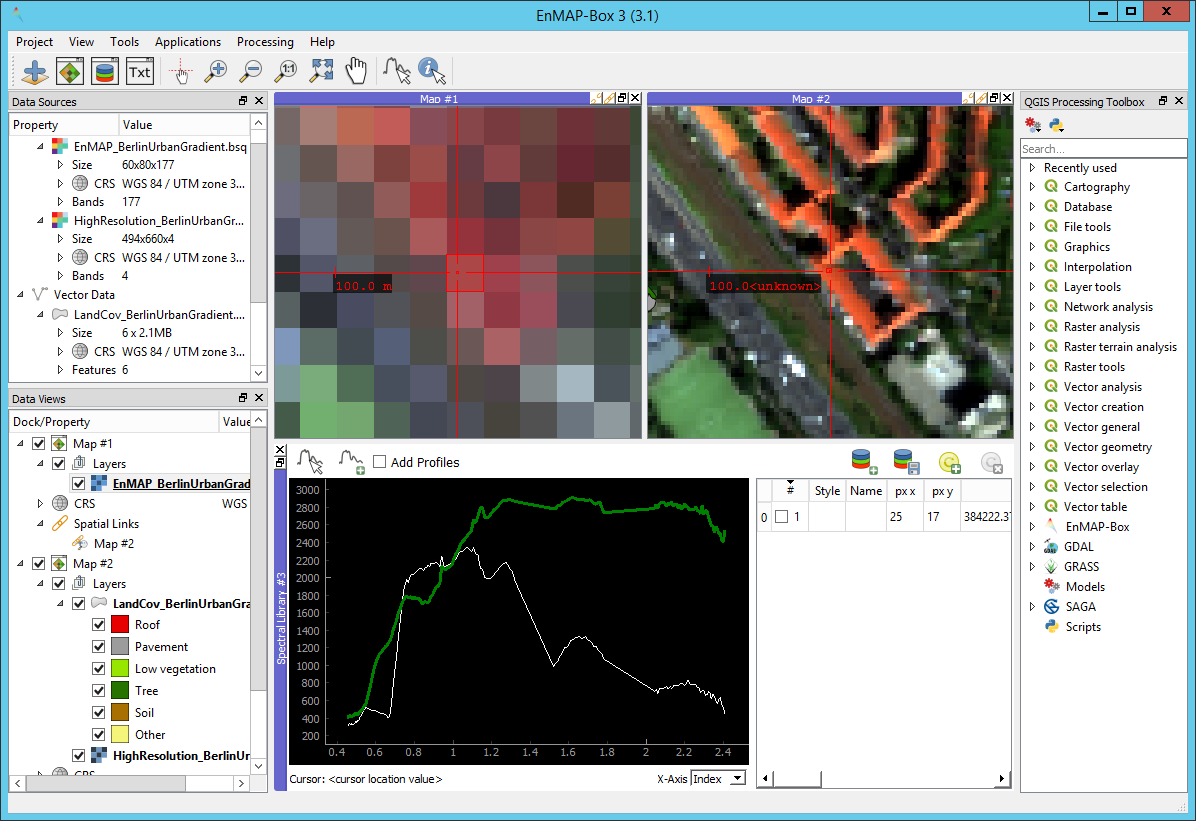 EnMAP-Box 3 (3.1)
Project View Tools Applications Processing Help
Txt 1:1
Data Sources
Property Value
EnMAP_BerlinUrbanGradient.bsq
Size 60x80x177
CRS WGS 84 / UTM zone 3...
Bands 177
HighResolution_BerlinUrbanGr...
Size 494x660x4
CRS WGS 84 / UTM zone 3...
Bands 4
Vector Data
LandCov_BerlinUrbanGradient....
Size 6 x 2.1MB
CRS WGS 84 / UTM zone 3...
Features 6
Data Views
Dock/Property Value
Map #1
Layers
EnMAP_BerlinUrbanGrad
CRS WGS
Spatial Links
Map #2
Map #2
Layers
LandCov_BerlinUrbanGra
Roof
Pavement
Low vegetation
Tree
Soil
Other
HighResolution_BerlinUr
CRS
Map #1
100.0 m
Map #2
100.0<unknown>
Spectral Library #3
Add Profiles
3000
2800
2600
2400
2200
2000
1800
1600
1400
1200
1000
800
600
400
200
0.4 0.6 0.8 1 1.2 1.4 1.6 1.8 2 2.2 2.4
Cursor: <cursor location value> X-Axis Index
# Style Name px x px y
0 1 25 17 384222.37
QGIS Processing Toolbox
Search...
Recently used
Cartography
Database
File tools
Graphics
Interpolation
Layer tools
Network analysis
Raster analysis
Raster terrain analysis
Raster tools
Vector analysis
Vector creation
Vector general
Vector geometry
Vector overlay
Vector selection
Vector table
EnMAP-Box
GDAL
GRASS
Models
SAGA
Scripts